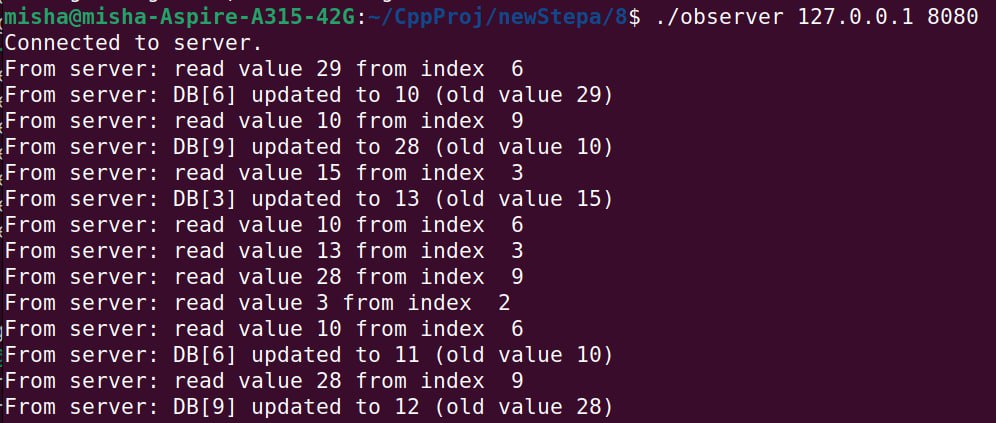 misha@misha-Aspire-A315-42G:~/CppProj/newStepa/8$ ./observer 127.0.0.1 8080
Connected to server.
From server: read value 29 from index  6
From server: DB[6] updated to 10 (old value 29)
From server: read value 10 from index  9
From server: DB[9] updated to 28 (old value 10)
From server: read value 15 from index  3
From server: DB[3] updated to 13 (old value 15)
From server: read value 10 from index  6
From server: read value 13 from index  3
From server: read value 28 from index  9
From server: read value 3 from index  2
From server: read value 10 from index  6
From server: DB[6] updated to 11 (old value 10)
From server: read value 28 from index  9
From server: DB[9] updated to 12 (old value 28)